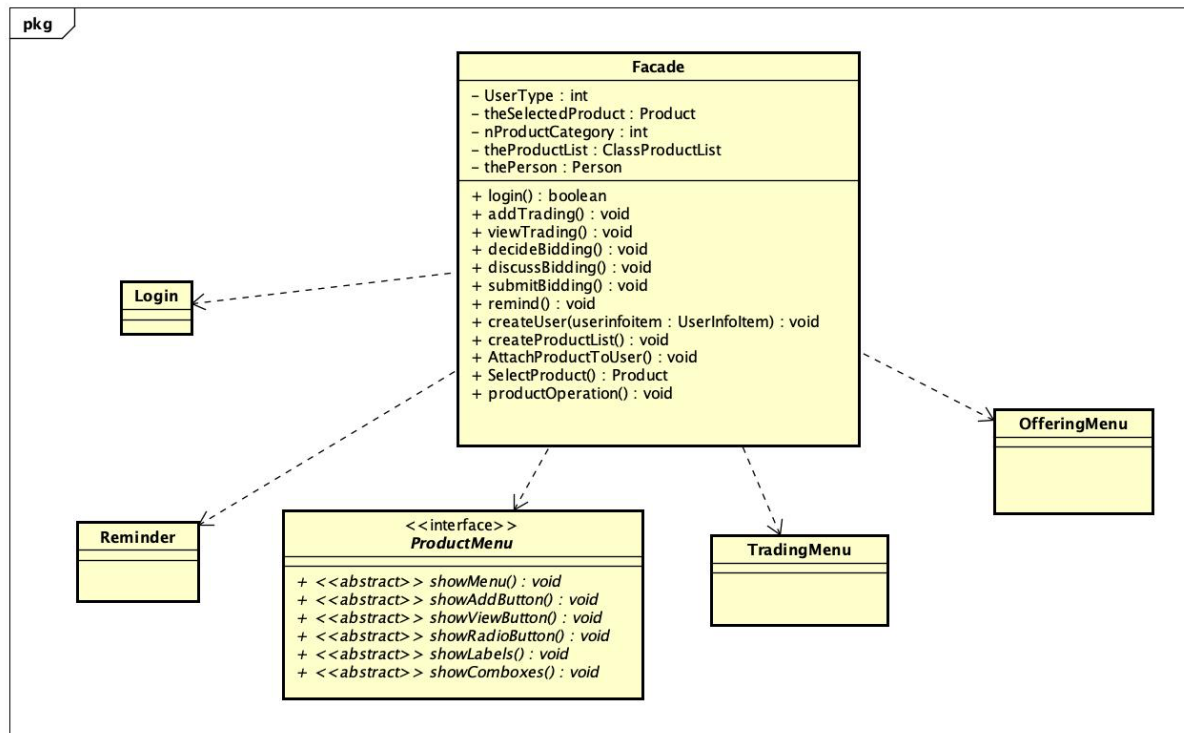 pkg
Facade
- UserType : int
- theSelectedProduct : Product
- nProductCategory : int
- theProductList : ClassProductList
- thePerson : Person
+ login() : boolean
+ addTrading() : void
+ viewTrading() : void
+ decideBidding() : void
+ discussBidding() : void
+ submitBidding() : void
+ remind() : void
+ createUser(userinfoitem : UserInfoItem) : void
+ createProductList() : void
+ AttachProductToUser() : void
+ SelectProduct() : Product
+ productOperation() : void
Login
OfferingMenu
Reminder
<<interface>>
ProductMenu
+ <<abstract>> showMenu() : void
+ <<abstract>> showAddButton() : void
+ <<abstract>> showViewButton() : void
+ <<abstract>> showRadioButton() : void
+ <<abstract>> showLabels() : void
+ <<abstract>> showComboxes() : void
TradingMenu